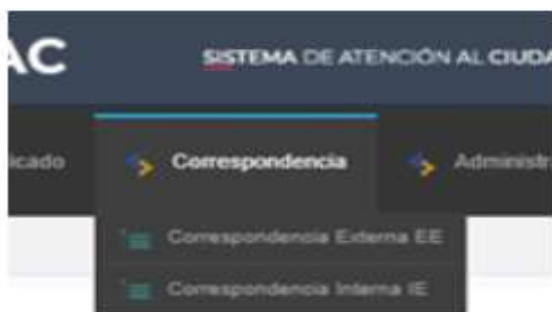 AC
SISTEMA DE ATENCIÓN AL CIUDA
icado Correspondencia Administr
Correspondencia Externa EE
Correspondencia Interna IE